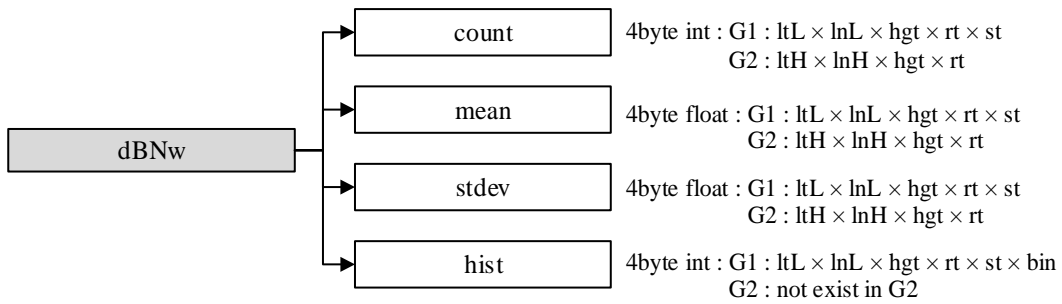 dBNw
count
4byte int : G1 : ltL × lnL × hgt × rt × st
G2 : ltH × lnH × hgt × rt
mean
4byte float : G1 : ltL × lnL × hgt × rt × st
G2 : ltH × lnH × hgt × rt
stdev
4byte float : G1 : ltL × lnL × hgt × rt × st
G2 : ltH × lnH × hgt × rt
hist
4byte int : G1 : ltL × lnL × hgt × rt × st × bin
G2 : not exist in G2